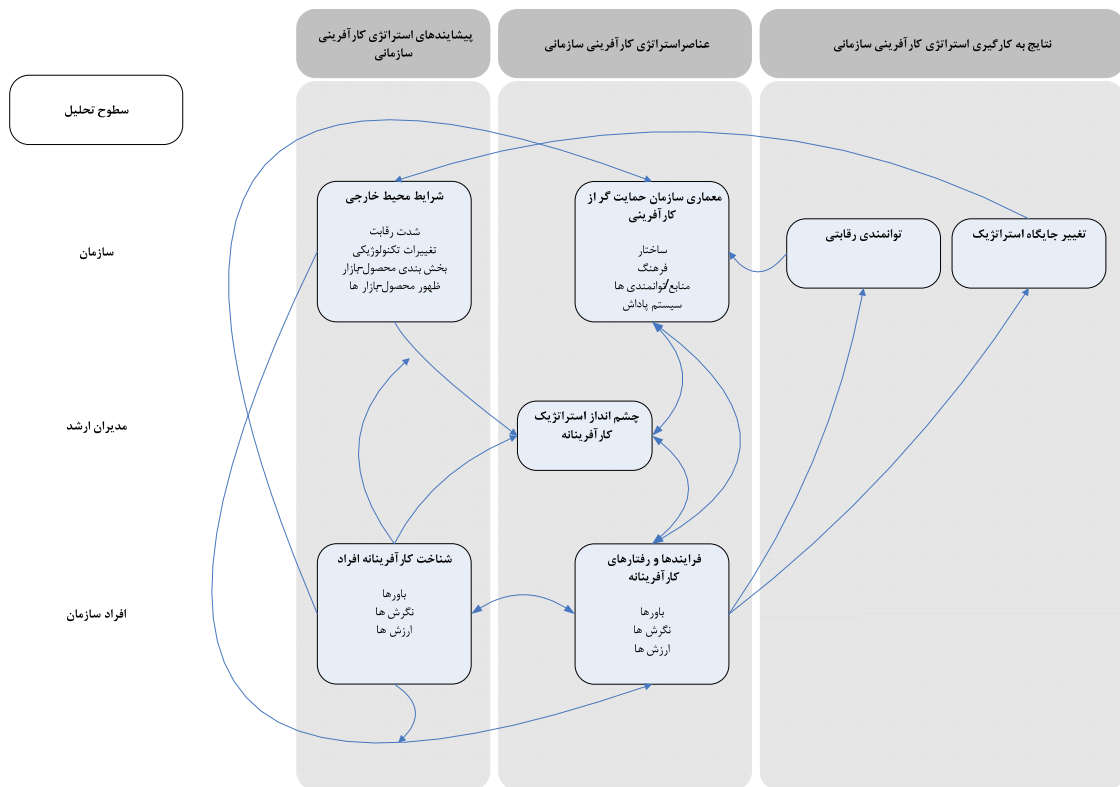 پیشایندهای استراتژی کارآفرینی
سازمانی
عناصراستراتژی کارآفرینی سازمانی
نتایج به کارگیری استراتژی کارآفرینی سازمانی
سطوح تحلیل
سازمان
شرایط محیط خارجی
شدت رقابت
تغییرات تکنولوژیکی
بخش بندی محصول-بازار
ظهور محصول-بازار ها
معماری سازمان حمایت گر از
کارآفرینی
ساختار
فرهنگ
منابع/توانمندی ها
سیستم پاداش
توانمندی رقابتی
تغییر جایگاه استراتژیک
مدیران ارشد
چشم انداز استراتژیک
کارآفرینانه
افراد سازمان
شناخت کارآفرینانه افراد
باورها
نگرش ها
ارزش ها
فرایندها و رفتارهای
کارآفرینانه
باورها
نگرش ها
ارزش ها